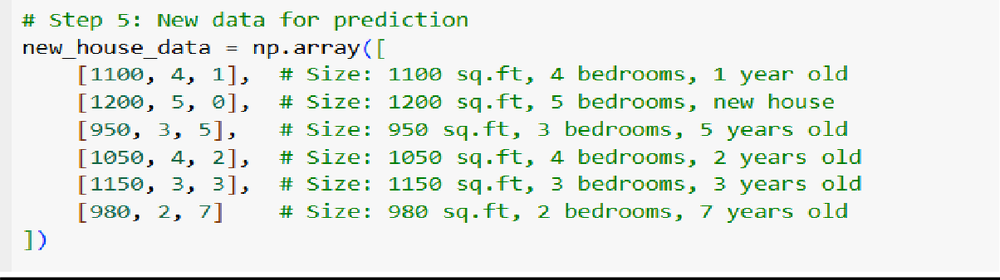 # Step 5: New data for prediction
new_house_data = np.array([
    [1100, 4, 1],  # Size: 1100 sq.ft, 4 bedrooms, 1 year old
    [1200, 5, 0],  # Size: 1200 sq.ft, 5 bedrooms, new house
    [950, 3, 5],   # Size: 950 sq.ft, 3 bedrooms, 5 years old
    [1050, 4, 2],  # Size: 1050 sq.ft, 4 bedrooms, 2 years old
    [1150, 3, 3],  # Size: 1150 sq.ft, 3 bedrooms, 3 years old
    [980, 2, 7]    # Size: 980 sq.ft, 2 bedrooms, 7 years old
])